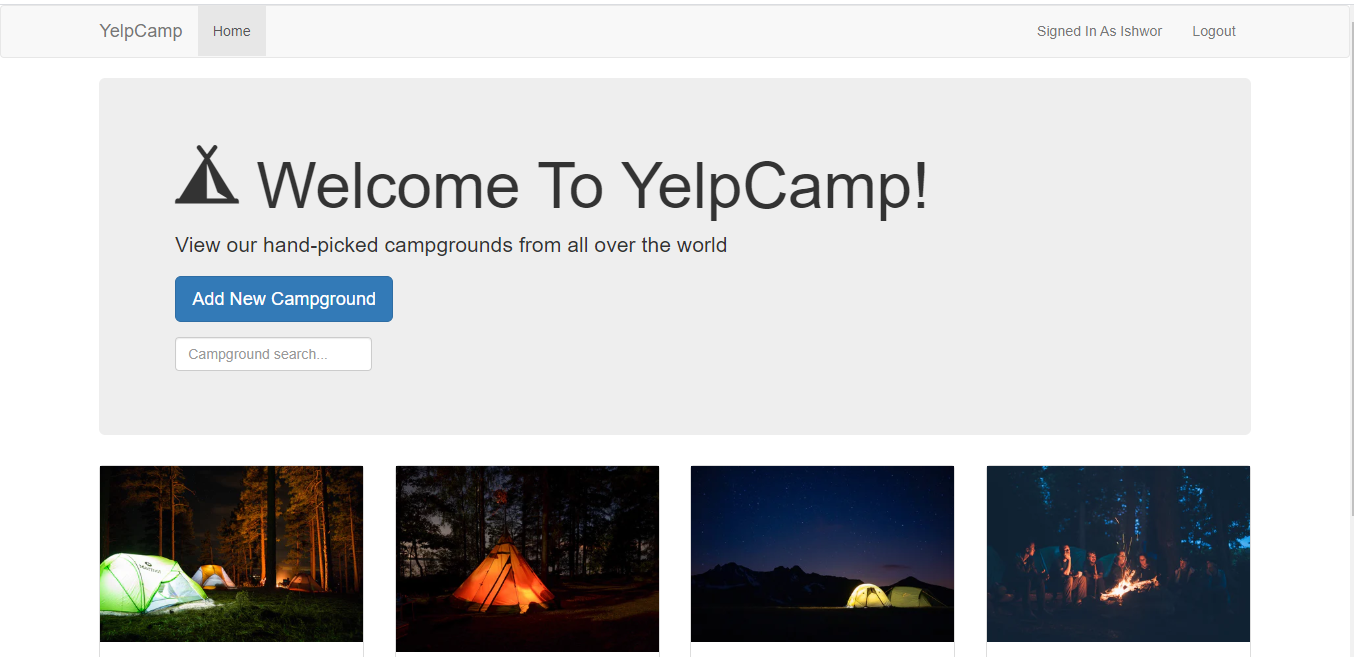 YelpCamp Home Signed In As Ishwor Logout
Welcome To YelpCamp!
View our hand-picked campgrounds from all over the world
Add New Campground
Campground search...